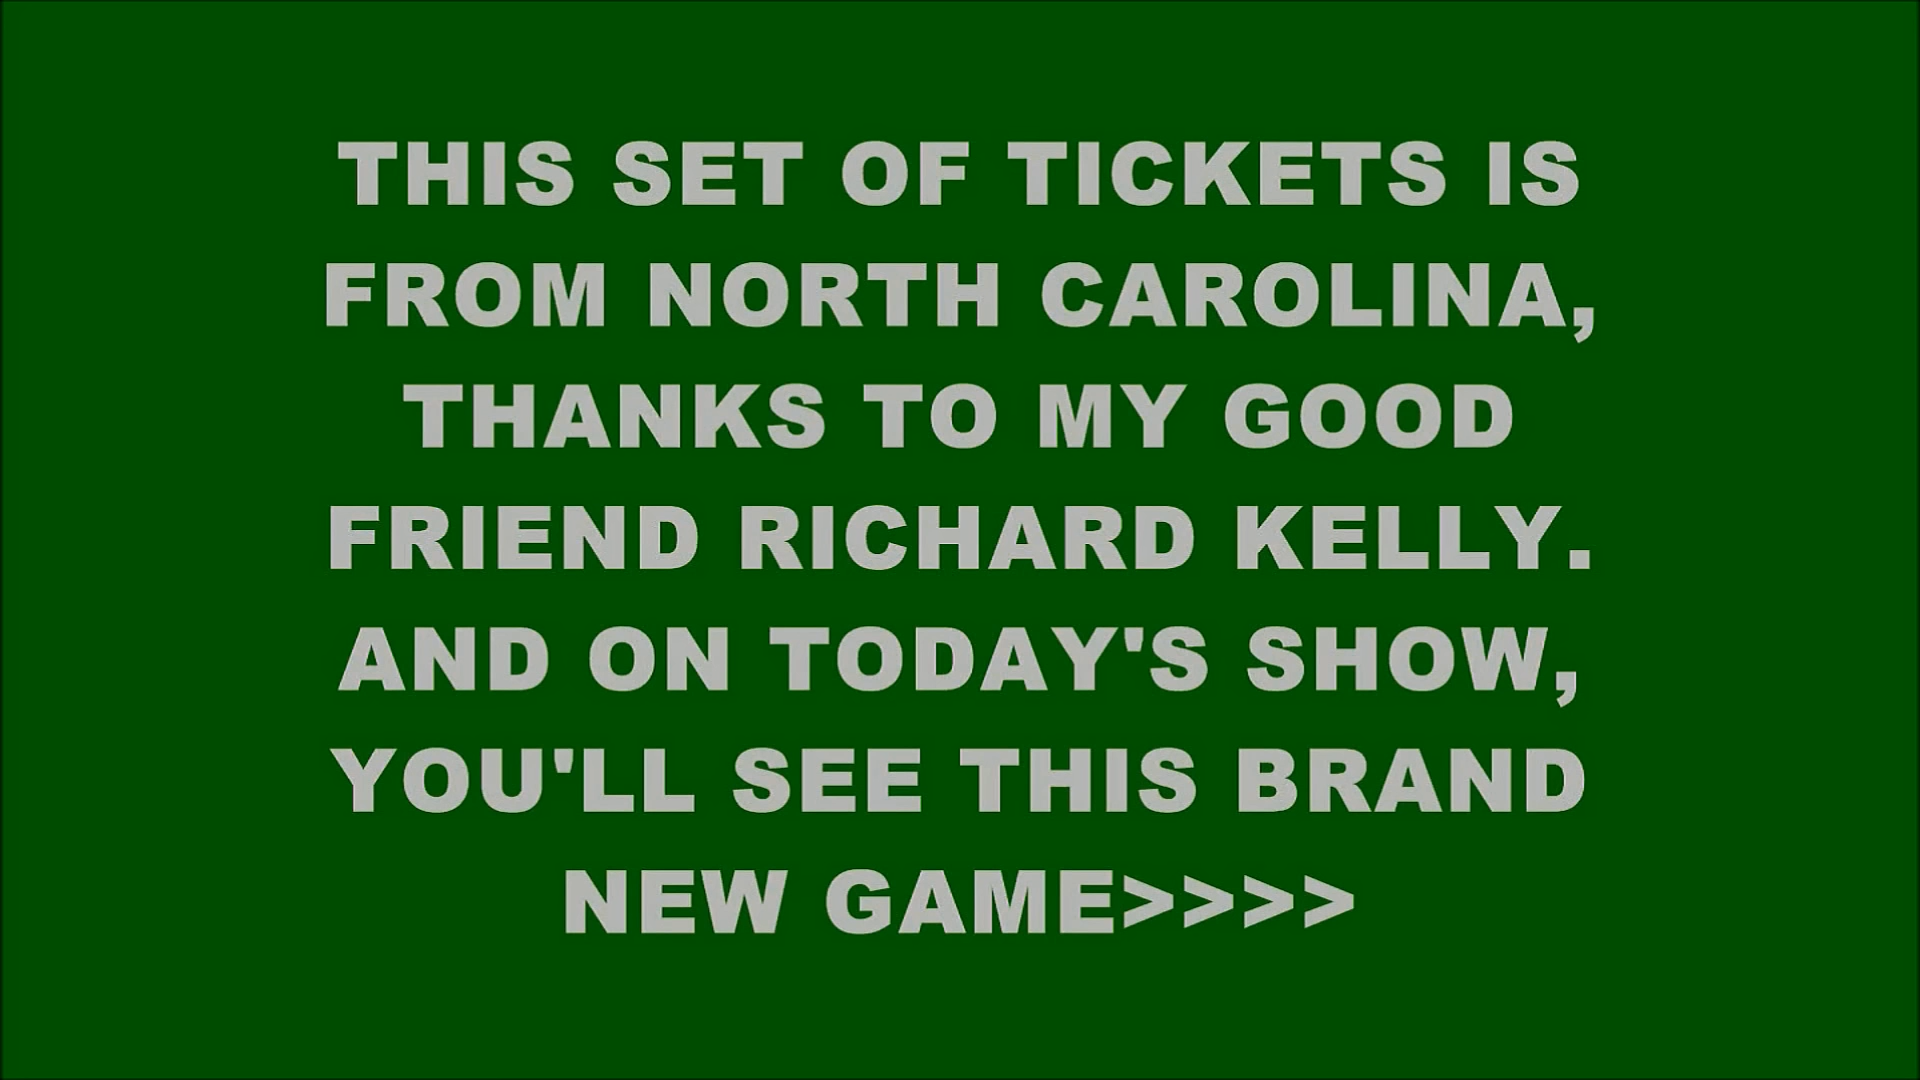 THIS SET OF TICKETS IS
FROM NORTH CAROLINA,
THANKS TO MY GOOD
FRIEND RICHARD KELLY.
AND ON TODAY'S SHOW,
YOU'LL SEE THIS BRAND
NEW GAME>>>>